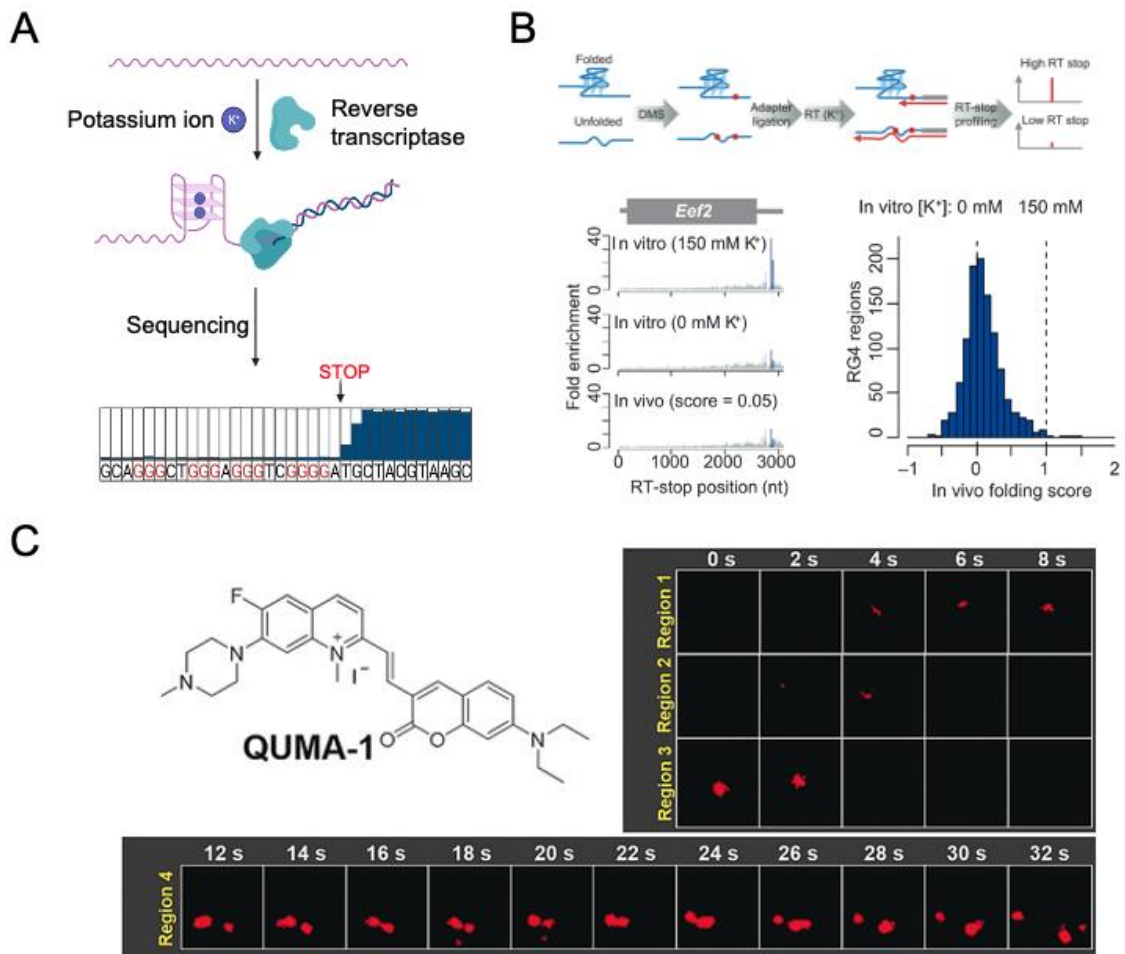 A
Potassium ion K⁺ Reverse transcriptase
Sequencing
STOP
GCAGGGCTGGGAGGGTCGGGGATGCTACGTAAGC
B
Folded
Unfolded
DMS
Adapter ligation
RT (K⁺)
RT-stop profiling
High RT stop
Low RT stop
Eef2
In vitro (150 mM K⁺)
In vitro (0 mM K⁺)
In vivo (score = 0.05)
Fold enrichment
40
0
40
0
40
0
0 1000 2000 3000
RT-stop position (nt)
In vitro [K⁺]: 0 mM 150 mM
RG4 regions
200
150
100
50
0
−1 0 1 2
In vivo folding score
C
F
N
N
N⁺
I⁻
O
O
N
QUMA-1
0 s 2 s 4 s 6 s 8 s
Region 1
Region 2
Region 3
12 s 14 s 16 s 18 s 20 s 22 s 24 s 26 s 28 s 30 s 32 s
Region 4